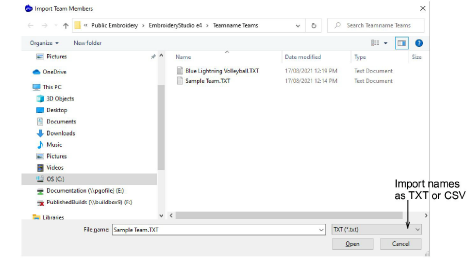 Import Team Members
« Public Embroidery > EmbroideryStudio e4 > Teamname Teams
Search Teamname Teams
Organize
New folder
Pictures
OneDrive
This PC
3D Objects
Desktop
Documents
Downloads
Music
Pictures
Videos
OS (C:)
Documentation (\\pgofile) (E:)
PublishedBuilds (\\buildbox9) (F:)
Libraries
Name Date modified Type Size
Blue Lightning Volleyball.TXT 17/08/2021 12:19 PM Text Document
Sample Team.TXT 17/08/2021 12:14 PM Text Document
Import names
as TXT or CSV
File name Sample Team.TXT TXT (*.txt)
Open Cancel